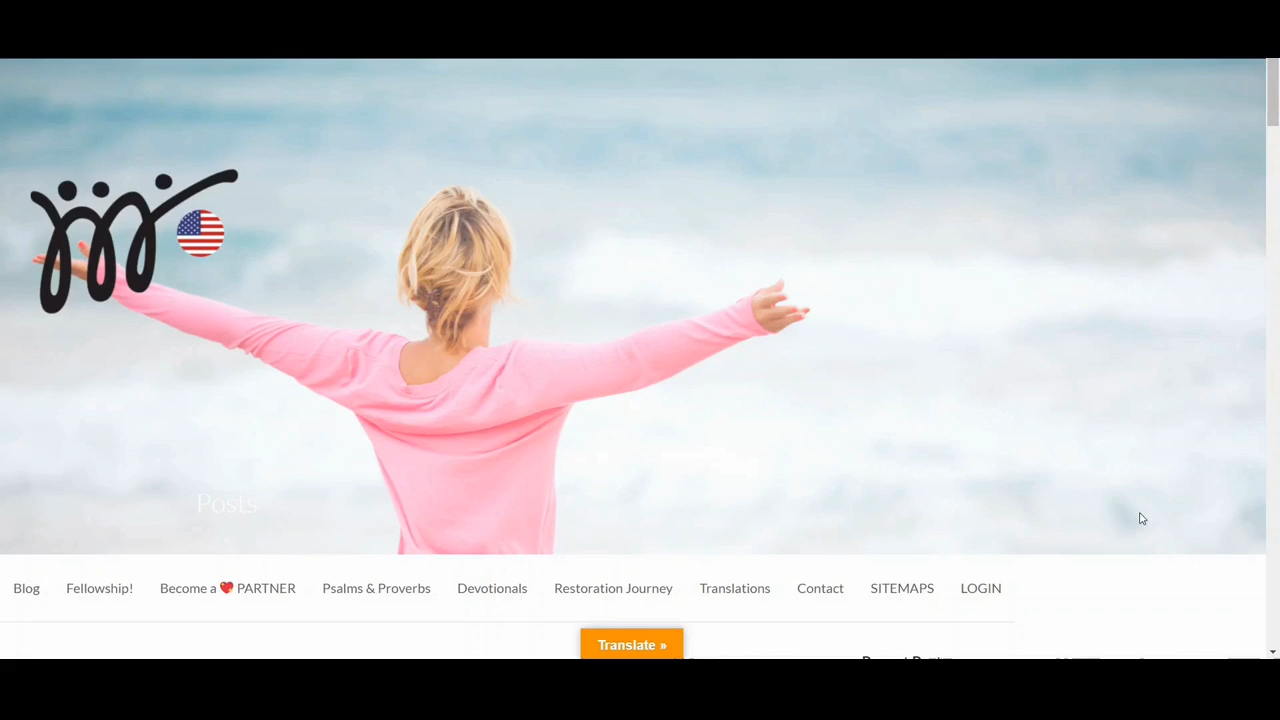 Posts
Blog Fellowship! Become a ❤ PARTNER Psalms & Proverbs Devotionals Restoration Journey Translations Contact SITEMAPS LOGIN
Translate »